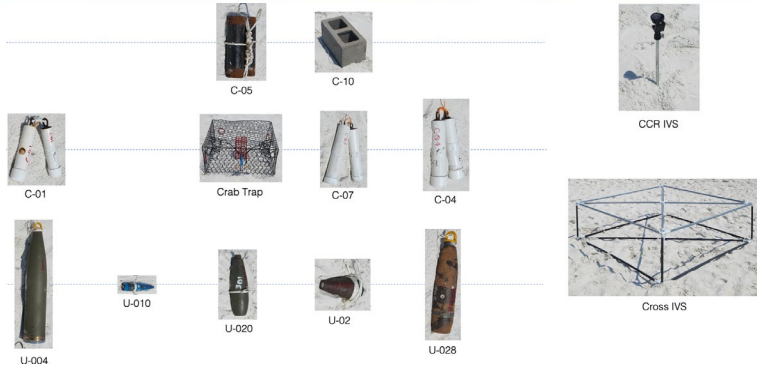 C-05
C-10
CCR IVS
C-01
Crab Trap
C-07
C-04
U-010
U-020
U-02
Cross IVS
U-028
U-004